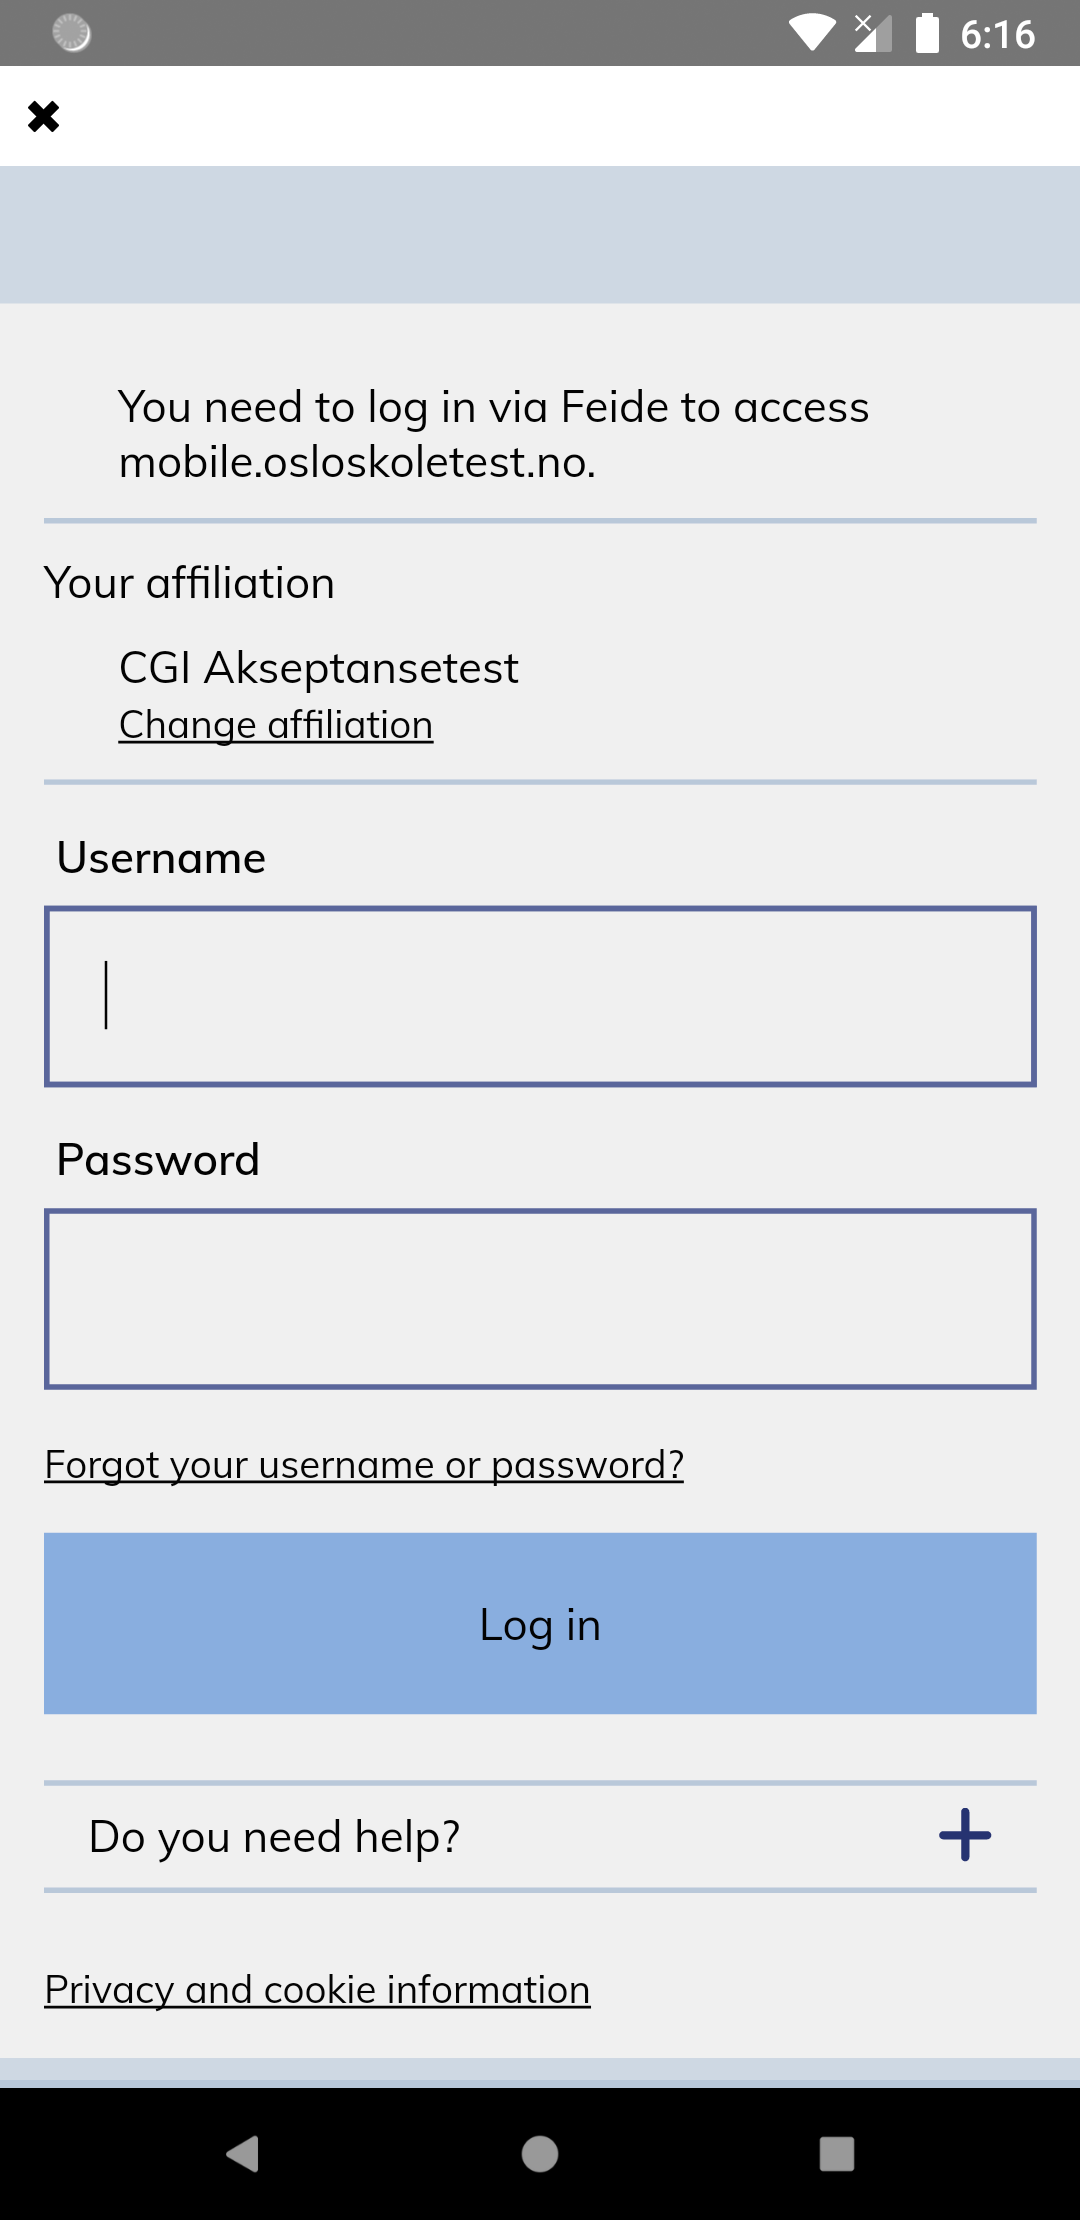 6:16
You need to log in via Feide to access
mobile.osloskoletest.no.
Your affiliation
CGI Akseptansetest
Change affiliation
Username
Password
Forgot your username or password?
Log in
Do you need help?
Privacy and cookie information